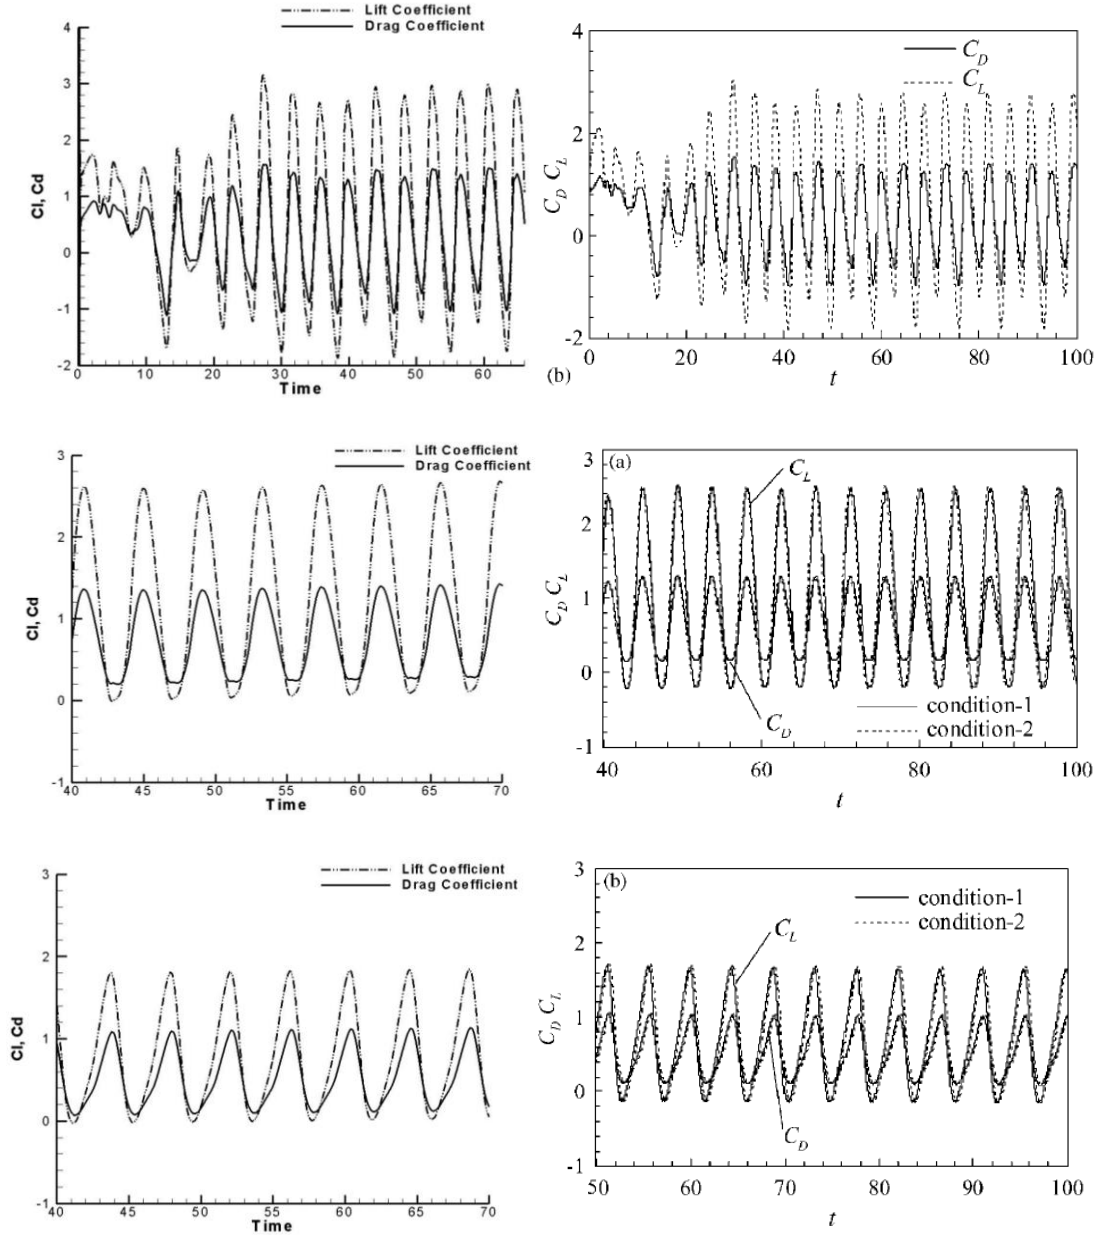 Lift Coefficient
Drag Coefficient
4
3
2
1
0
-1
-2
Cl, Cd
0 10 20 30 40 50 60
Time
(b)
C_D
C_L
4
2
0
-2
C_D C_L
0 20 40 60 80 100
t
Lift Coefficient
Drag Coefficient
3
2
1
0
-1
Cl, Cd
40 45 50 55 60 65 70
Time
(a)
C_L
3
2
1
0
-1
C_D C_L
C_D
condition-1
condition-2
40 60 80 100
t
Lift Coefficient
Drag Coefficient
3
2
1
0
-1
Cl, Cd
40 45 50 55 60 65 70
Time
(b)
condition-1
condition-2
C_L
3
2
1
0
-1
C_D C_L
C_D
50 60 70 80 90 100
t